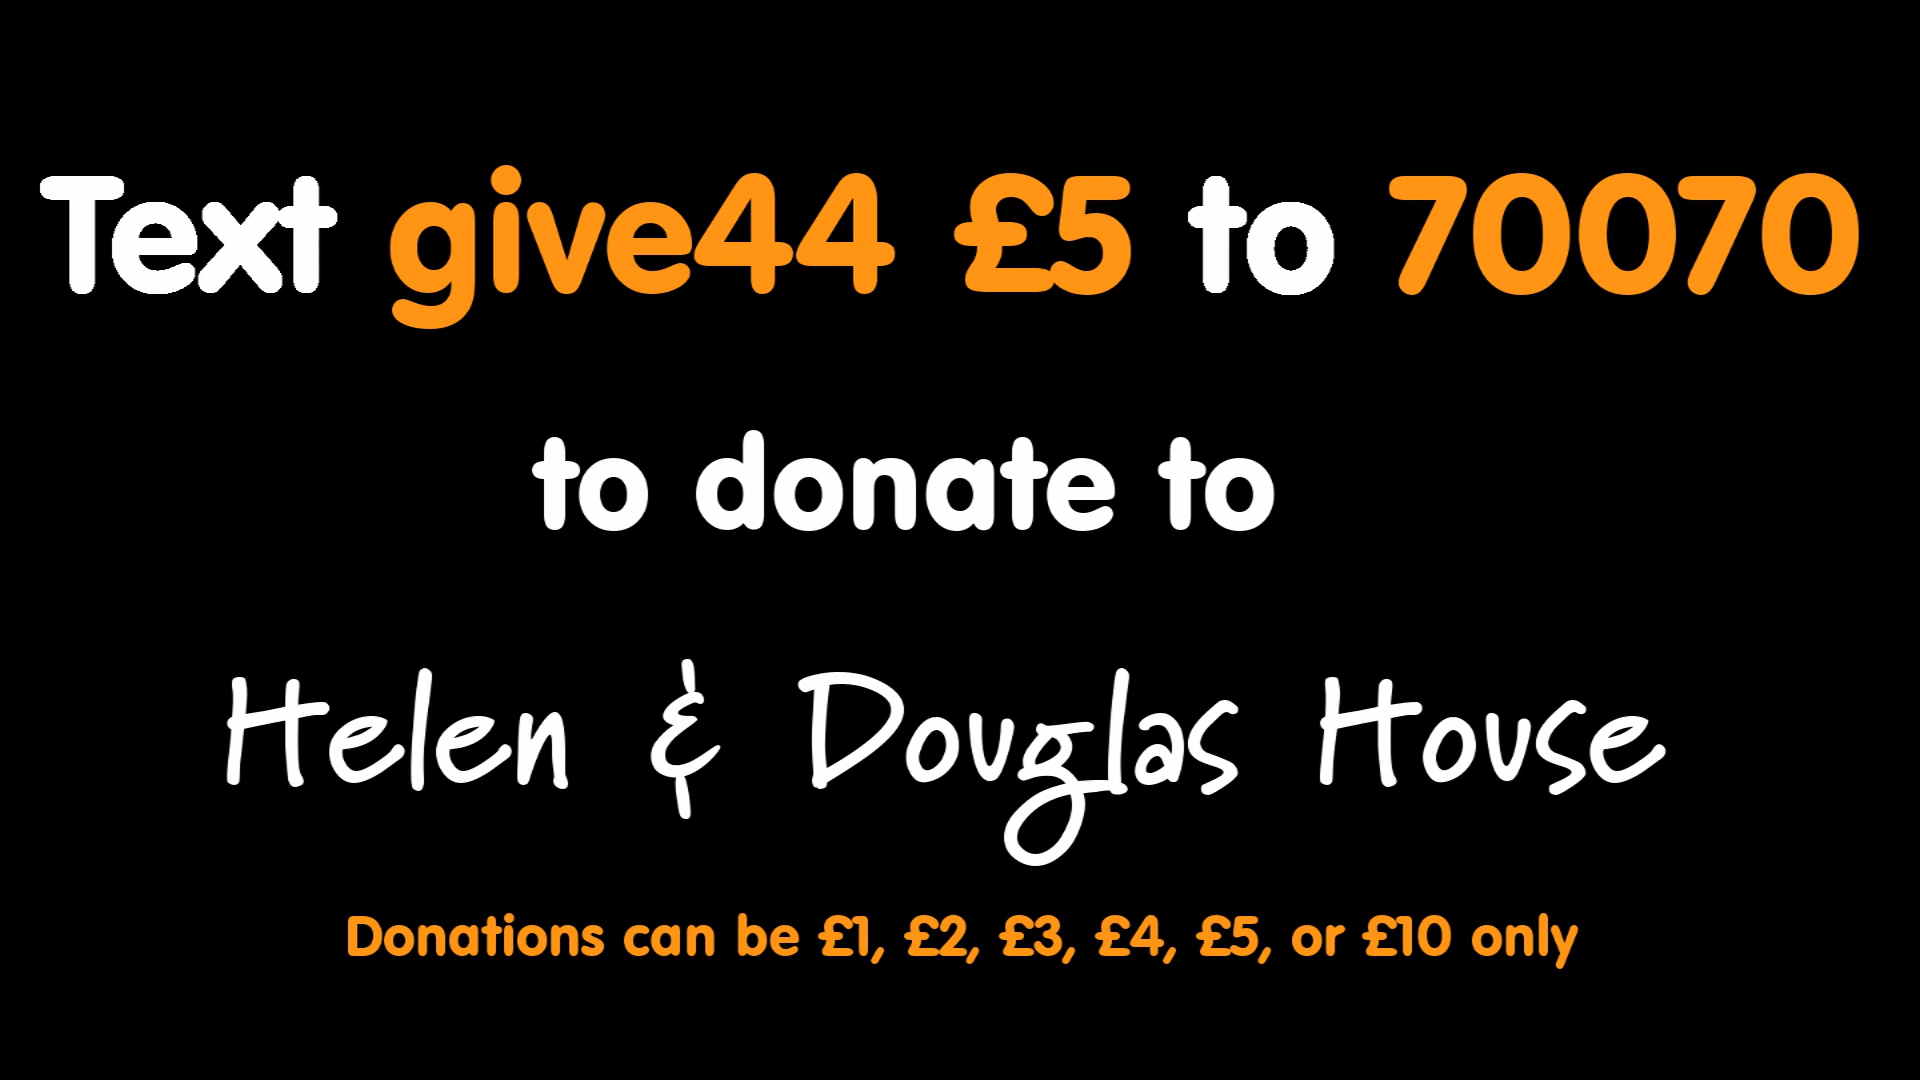 Text give44 £5 to 70070
to donate to
Helen & Douglas House
Donations can be £1, £2, £3, £4, £5, or £10 only